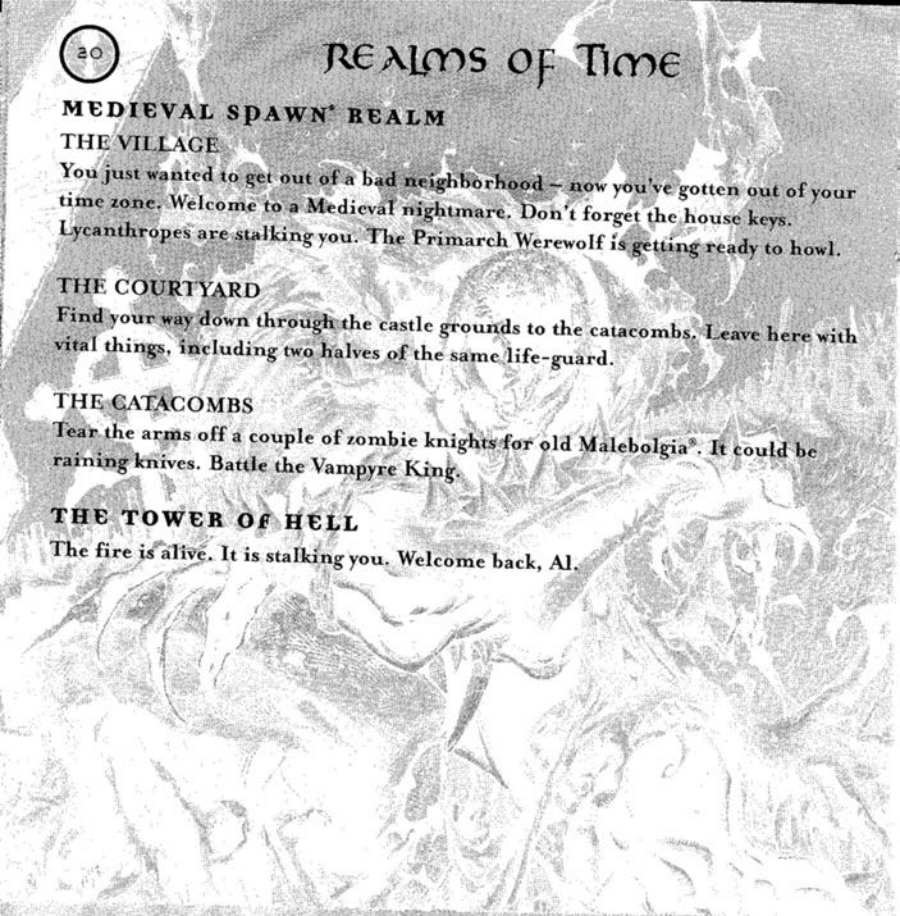 20
REALMS OF TIME
MEDIEVAL SPAWN® REALM
THE VILLAGE
You just wanted to get out of a bad neighborhood – now you've gotten out of your
time zone. Welcome to a Medieval nightmare. Don't forget the house keys.
Lycanthropes are stalking you. The Primarch Werewolf is getting ready to howl.
THE COURTYARD
Find your way down through the castle grounds to the catacombs. Leave here with
vital things, including two halves of the same life-guard.
THE CATACOMBS
Tear the arms off a couple of zombie knights for old Malebolgia®. It could be
raining knives. Battle the Vampyre King.
THE TOWER OF HELL
The fire is alive. It is stalking you. Welcome back, Al.